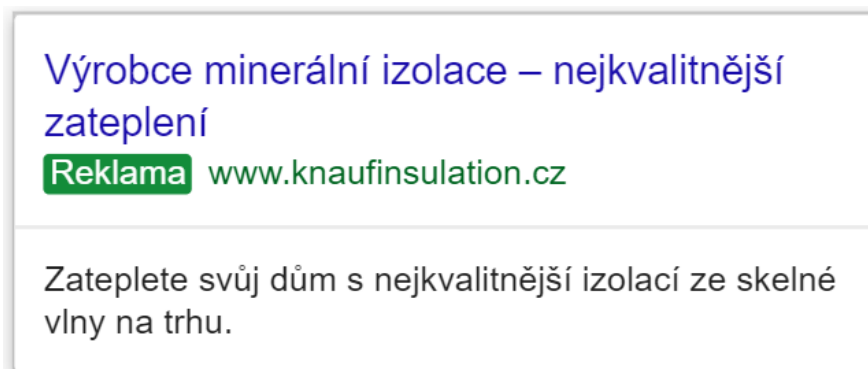 Výrobce minerální izolace – nejkvalitnější
zateplení
Reklama www.knaufinsulation.cz
Zateplete svůj dům s nejkvalitnější izolací ze skelné
vlny na trhu.